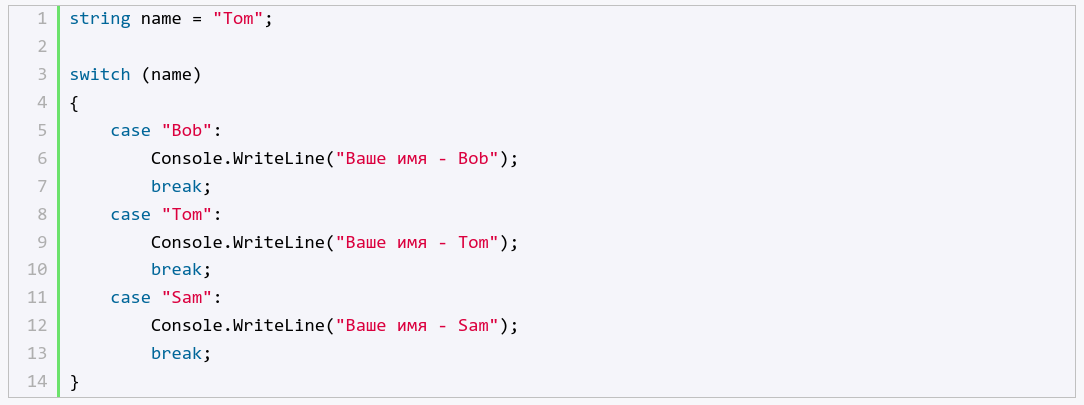 1 string name = "Tom";
2
3 switch (name)
4 {
5     case "Bob":
6         Console.WriteLine("Ваше имя - Bob");
7         break;
8     case "Tom":
9         Console.WriteLine("Ваше имя - Tom");
10         break;
11     case "Sam":
12         Console.WriteLine("Ваше имя - Sam");
13         break;
14 }